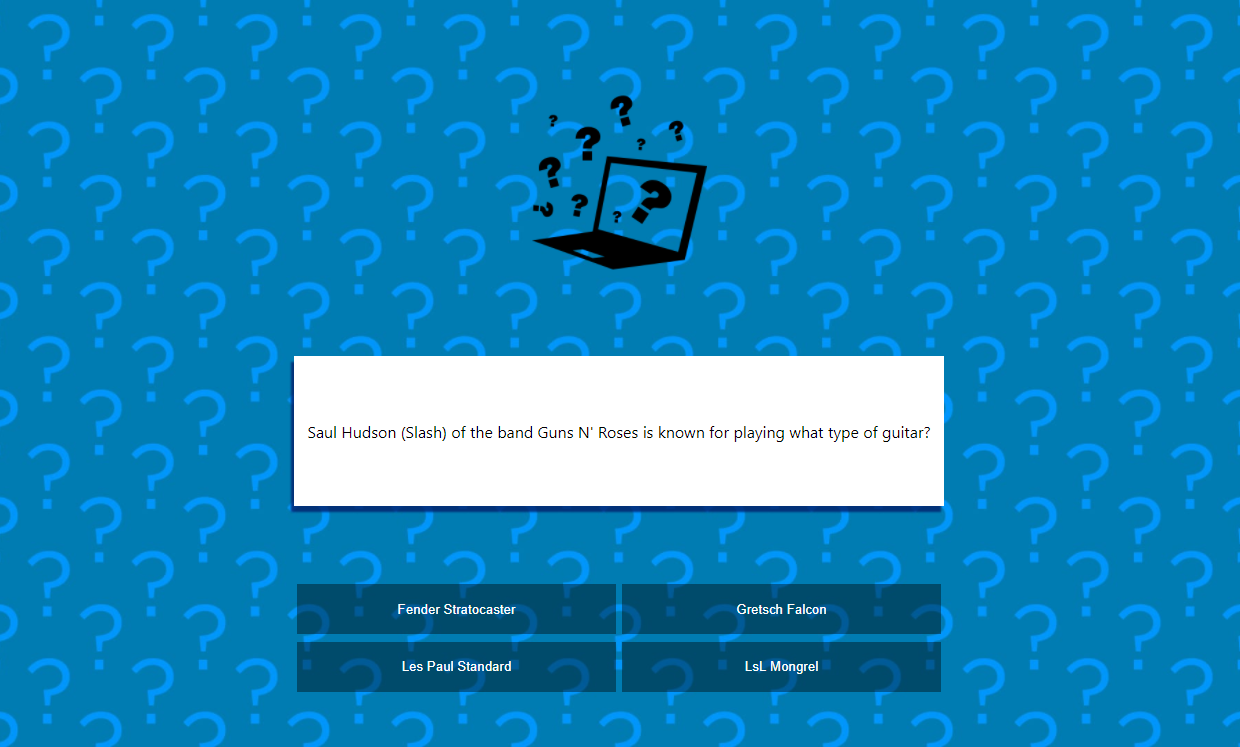 Saul Hudson (Slash) of the band Guns N' Roses is known for playing what type of guitar?
Fender Stratocaster
Gretsch Falcon
Les Paul Standard
LsL Mongrel